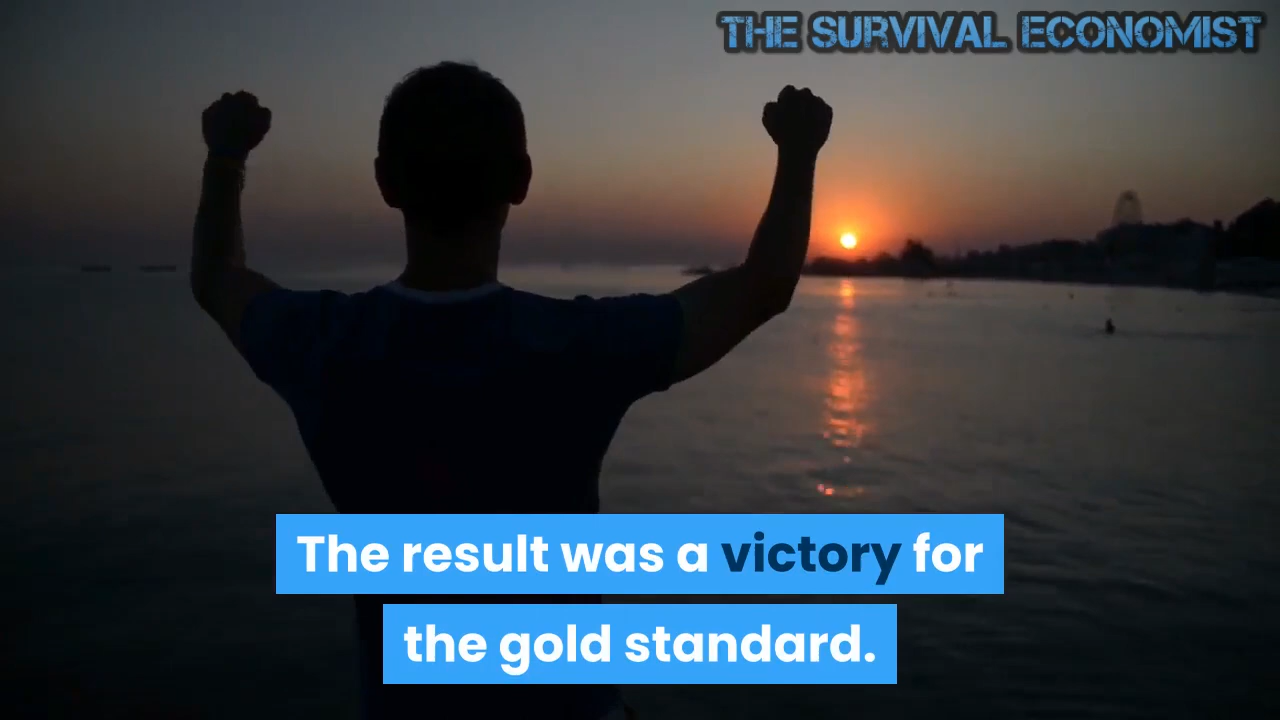 THE SURVIVAL ECONOMIST
The result was a victory for
the gold standard.